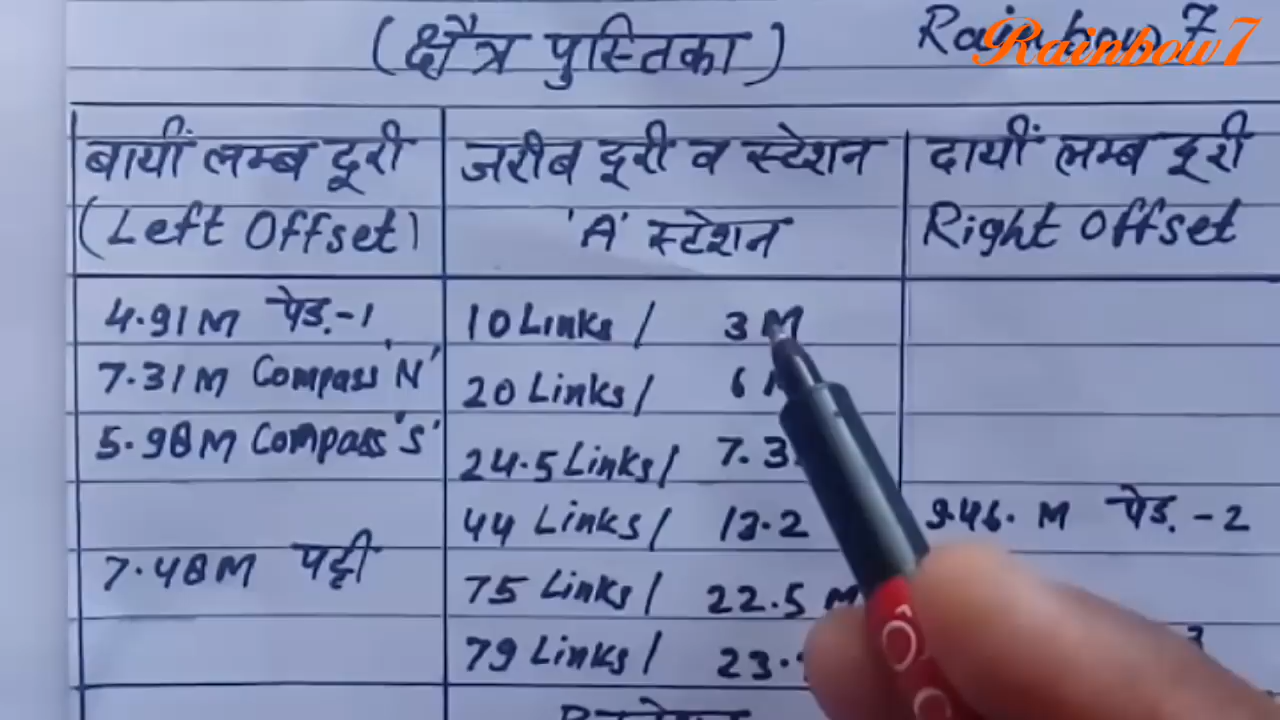 (क्षैत्र पुस्तिका) Rainbow 7
Rainbow7
बायीं लम्ब दूरी जरीब दूरी व स्टेशन दायीं लम्ब दूरी
(Left Offset) 'A' स्टेशन Right Offset
4.91M पेड.-1 10 Links / 3 M
7.31M Compass 'N' 20 Links / 6
5.98M Compass 'S' 24.5 Links /
44 Links / 13.2 9.46. M पेड.-2
7.48M पट्टी 75 Links / 22.5 M
79 Links /